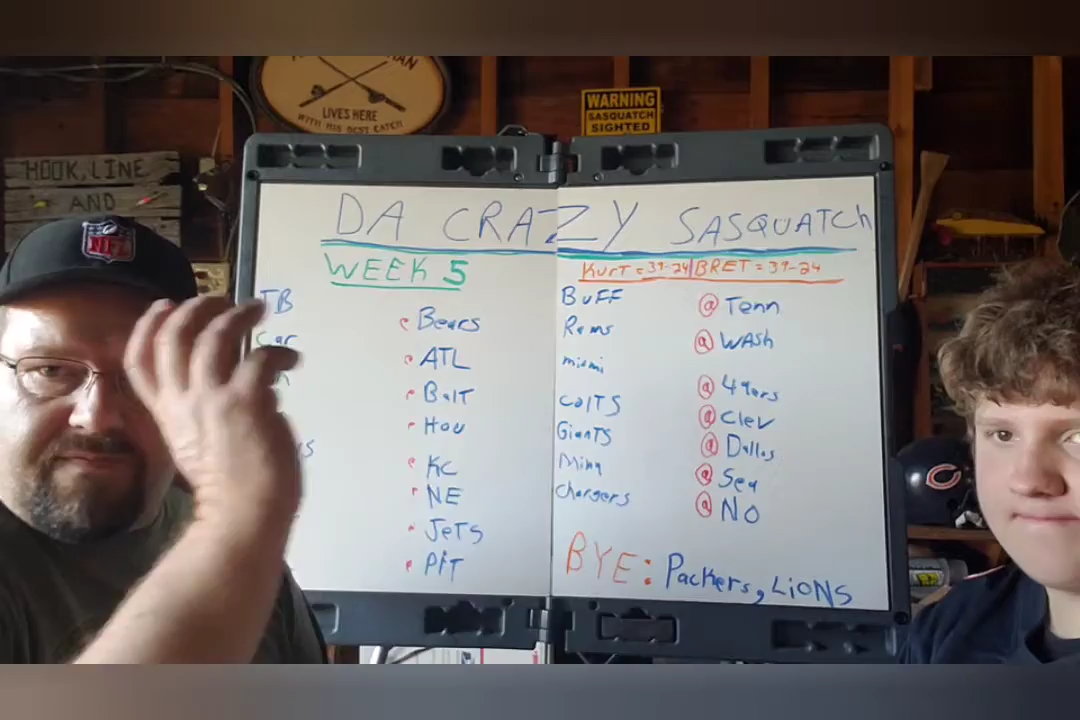 LIVES HERE
WITH HIS BEST CATCH
WARNING
SASQUATCH
SIGHTED
HOOK, LINE
AND
NFL
DA CRAZY SASQUATCH
WEEK 5
KurT = 39-24 | BRET = 39-24
TB @ Bears
Car @ ATL
@ BalT
@ Hou
@ KC
@ NE
@ JeTS
@ PiT
BuFF @ Tenn
Rams @ WAsh
miami @ 49ers
ColTS @ Clev
GianTS @ Dallas
Minn @ Sea
Chargers @ No
BYE: Packers, LiONS